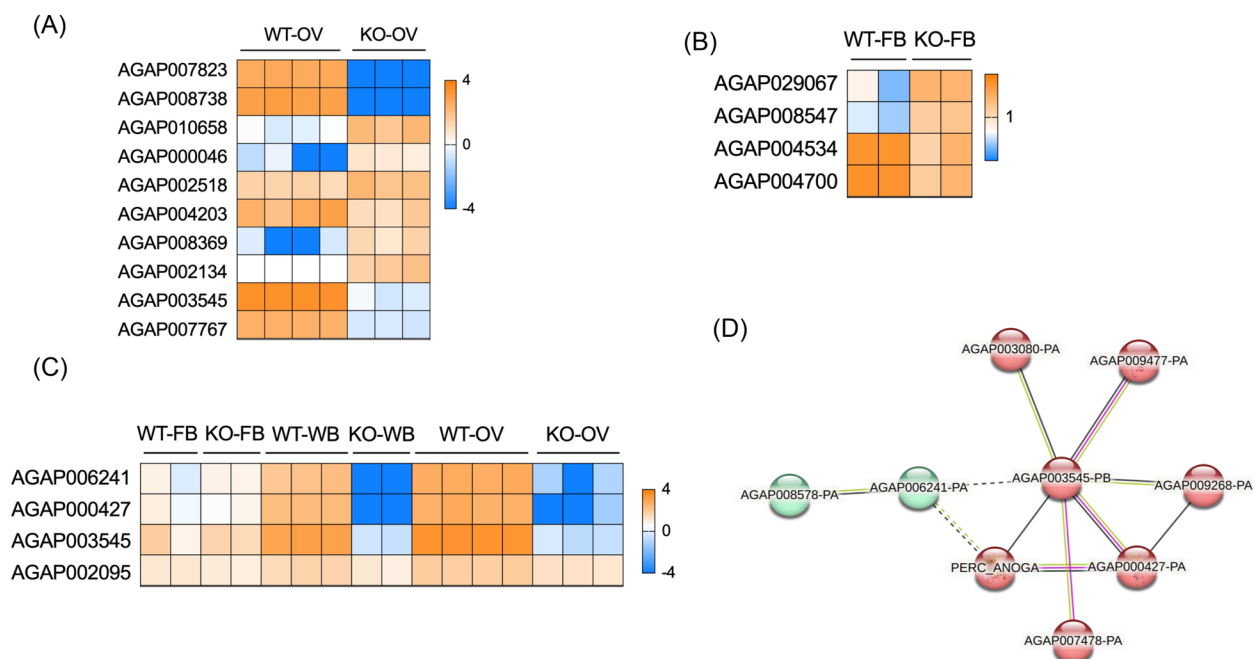 (A)
WT-OV KO-OV
AGAP007823
AGAP008738
AGAP010658
AGAP000046
AGAP002518
AGAP004203
AGAP008369
AGAP002134
AGAP003545
AGAP007767
4
0
-4
(B)
WT-FB KO-FB
AGAP029067
AGAP008547
AGAP004534
AGAP004700
1
(C)
WT-FB KO-FB WT-WB KO-WB WT-OV KO-OV
AGAP006241
AGAP000427
AGAP003545
AGAP002095
4
0
-4
(D)
AGAP003080-PA
AGAP009477-PA
AGAP003545-PB
AGAP008578-PA
AGAP006241-PA
AGAP009268-PA
PERC_ANOGA
AGAP000427-PA
AGAP007478-PA